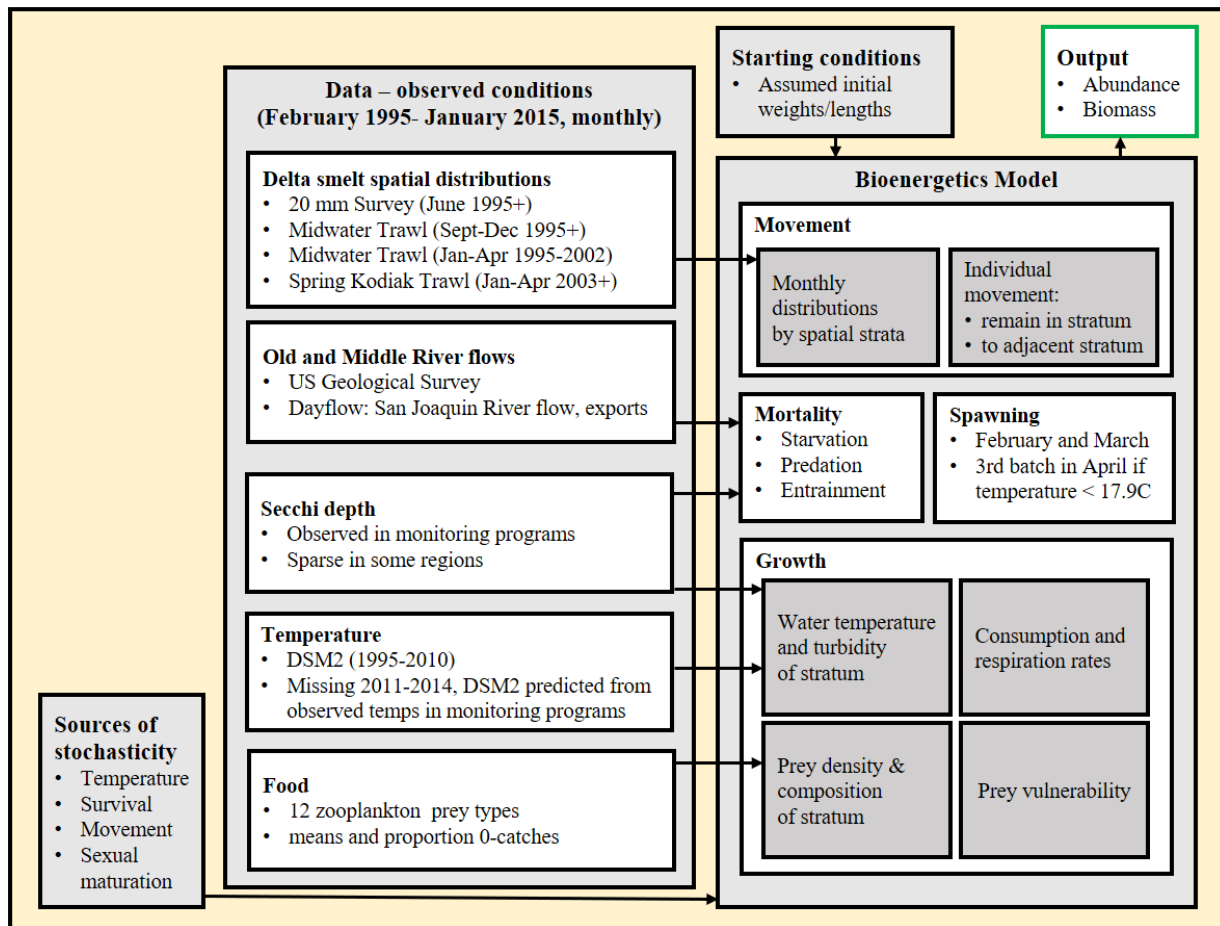 Starting conditions
• Assumed initial
weights/lengths
Output
• Abundance
• Biomass
Data – observed conditions
(February 1995- January 2015, monthly)
Delta smelt spatial distributions
• 20 mm Survey (June 1995+)
• Midwater Trawl (Sept-Dec 1995+)
• Midwater Trawl (Jan-Apr 1995-2002)
• Spring Kodiak Trawl (Jan-Apr 2003+)
Old and Middle River flows
• US Geological Survey
• Dayflow: San Joaquin River flow, exports
Secchi depth
• Observed in monitoring programs
• Sparse in some regions
Temperature
• DSM2 (1995-2010)
• Missing 2011-2014, DSM2 predicted from
observed temps in monitoring programs
Food
• 12 zooplankton prey types
• means and proportion 0-catches
Sources of
stochasticity
• Temperature
• Survival
• Movement
• Sexual
maturation
Bioenergetics Model
Movement
Monthly
distributions
by spatial strata
Individual
movement:
• remain in stratum
• to adjacent stratum
Mortality
• Starvation
• Predation
• Entrainment
Spawning
• February and March
• 3rd batch in April if
temperature < 17.9C
Growth
Water temperature
and turbidity
of stratum
Consumption and
respiration rates
Prey density &
composition
of stratum
Prey vulnerability